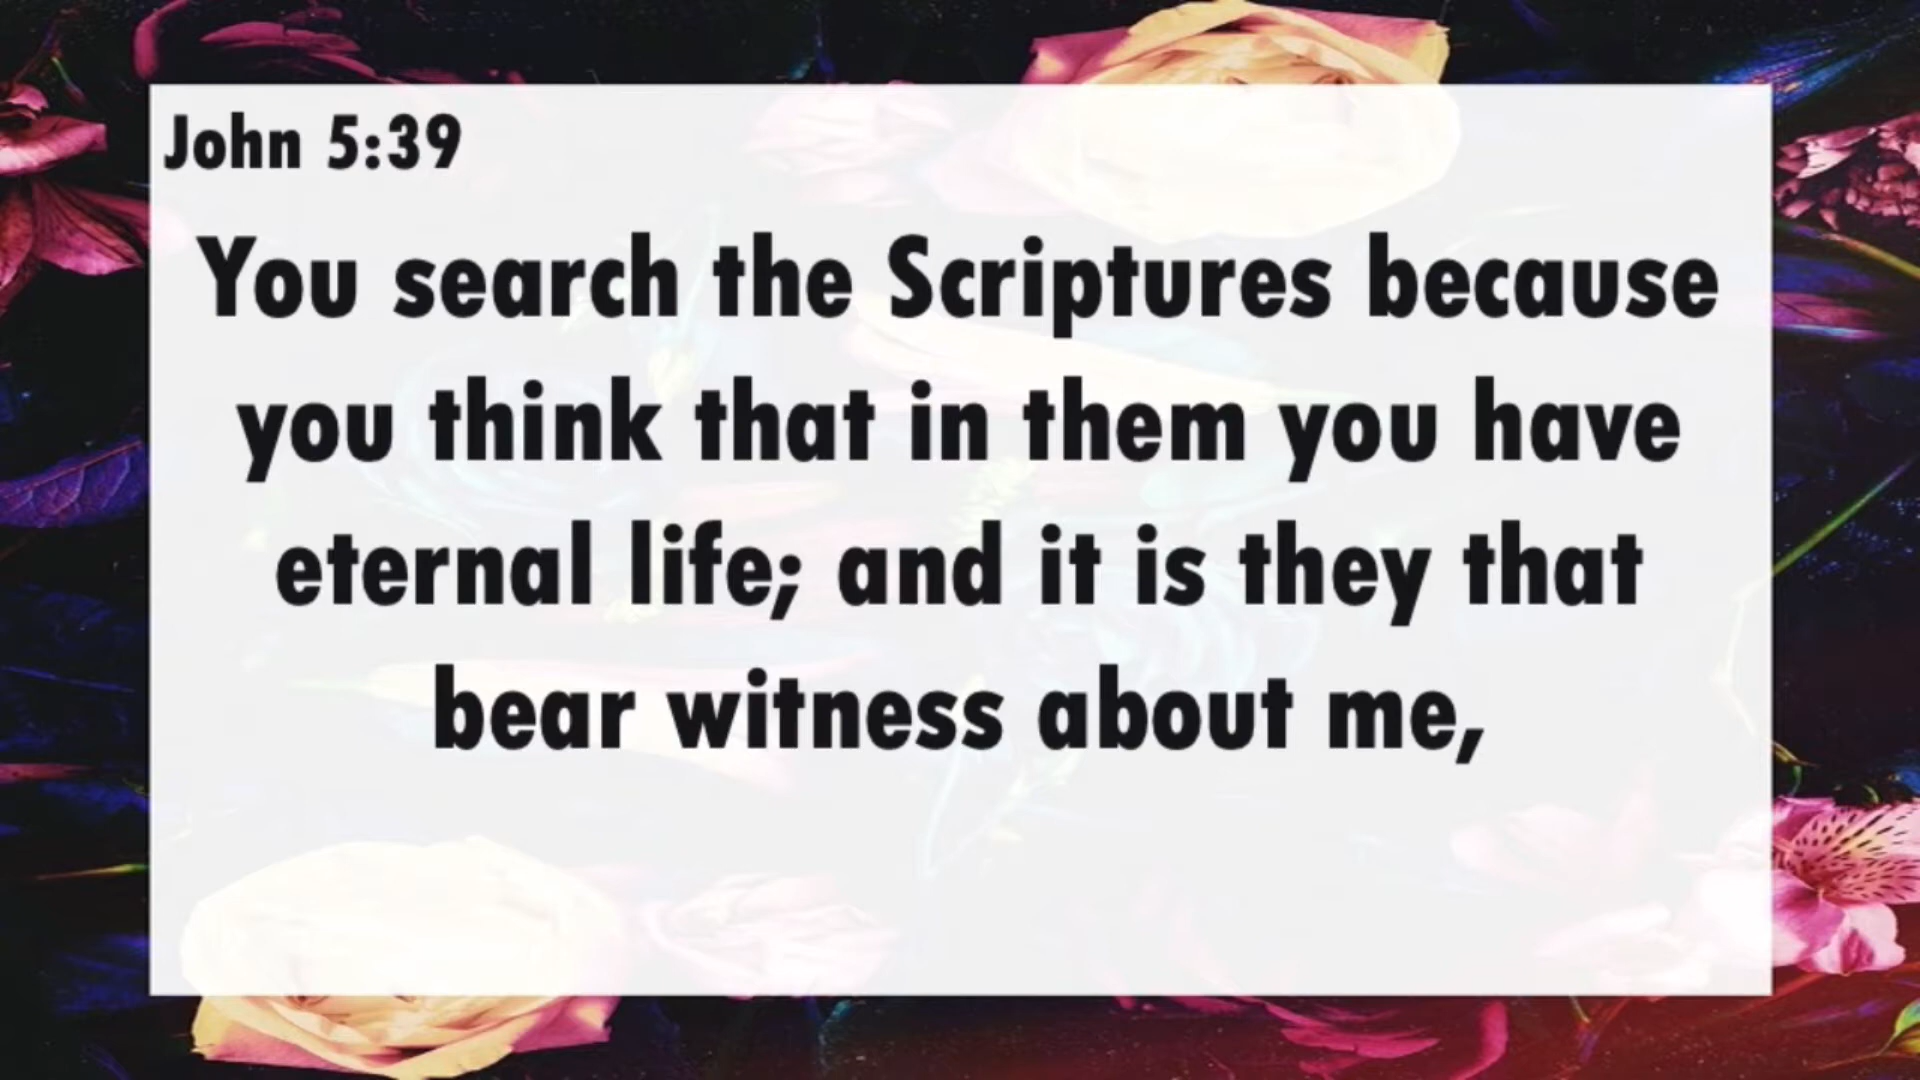 John 5:39
You search the Scriptures because
you think that in them you have
eternal life; and it is they that
bear witness about me,